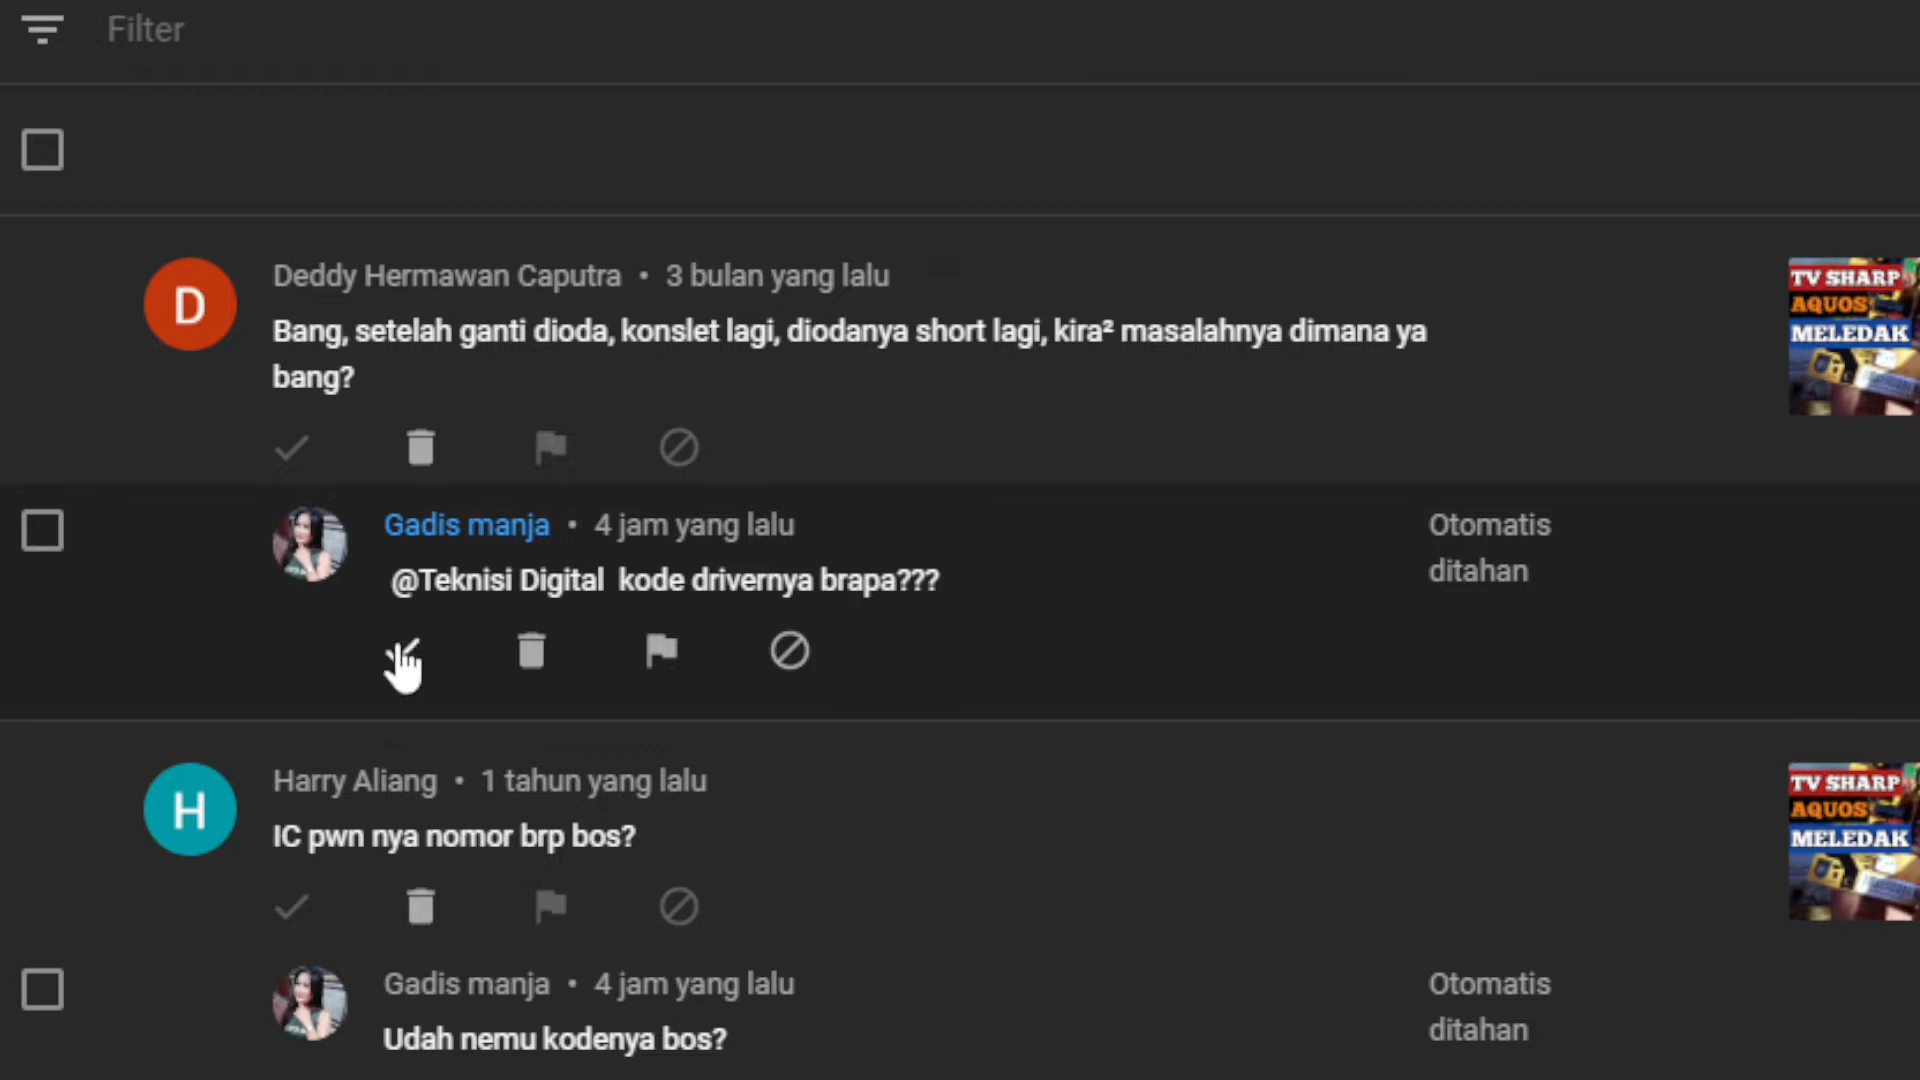 Filter
D
Deddy Hermawan Caputra • 3 bulan yang lalu
Bang, setelah ganti dioda, konslet lagi, diodanya short lagi, kira² masalahnya dimana ya
bang?
TV SHARP
AQUOS
MELEDAK
Gadis manja • 4 jam yang lalu
@Teknisi Digital kode drivernya brapa???
Otomatis
ditahan
H
Harry Aliang • 1 tahun yang lalu
IC pwn nya nomor brp bos?
TV SHARP
AQUOS
MELEDAK
Gadis manja • 4 jam yang lalu
Udah nemu kodenya bos?
Otomatis
ditahan